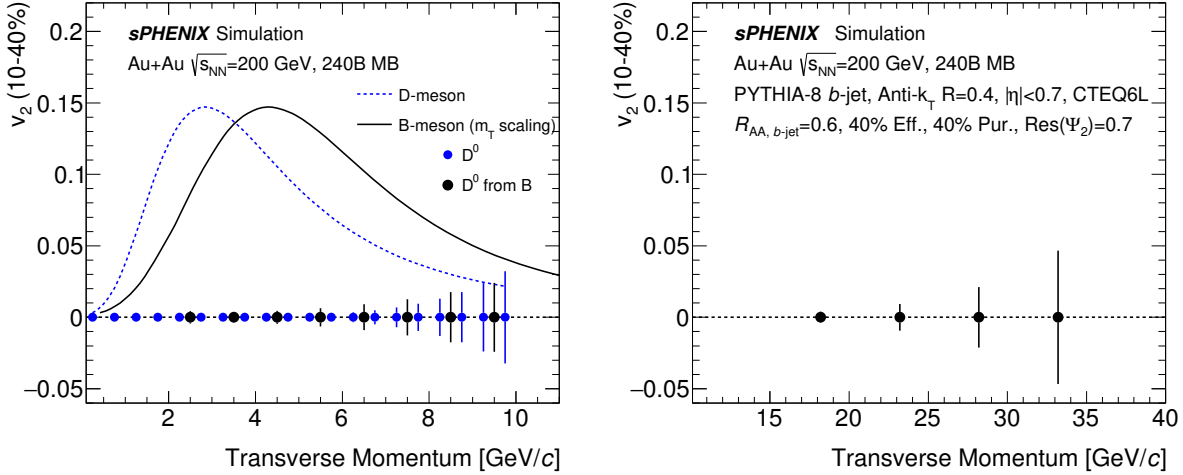 sPHENIX Simulation
Au+Au √sNN=200 GeV, 240B MB
D-meson
B-meson (mT scaling)
D0
D0 from B
v2 (10-40%)
0.2
0.15
0.1
0.05
0
−0.05
2 4 6 8 10
Transverse Momentum [GeV/c]
sPHENIX Simulation
Au+Au √sNN=200 GeV, 240B MB
PYTHIA-8 b-jet, Anti-kT R=0.4, |η|<0.7, CTEQ6L
RAA, b-jet=0.6, 40% Eff., 40% Pur., Res(Ψ2)=0.7
v2 (10-40%)
0.2
0.15
0.1
0.05
0
−0.05
15 20 25 30 35 40
Transverse Momentum [GeV/c]